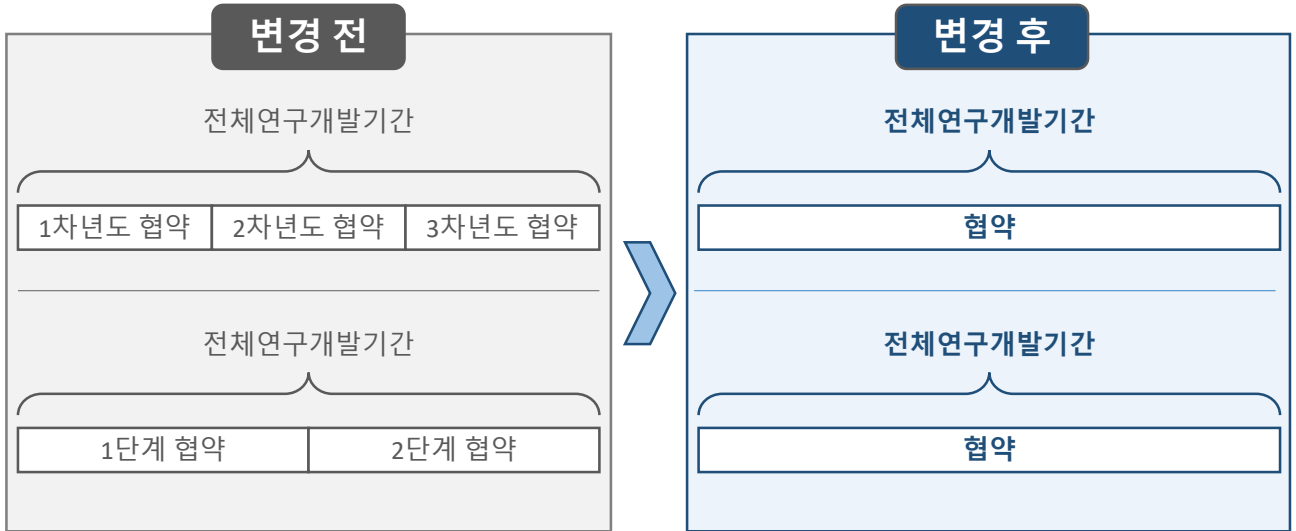 변경 전
전체연구개발기간
1차년도 협약 2차년도 협약 3차년도 협약
전체연구개발기간
1단계 협약 2단계 협약
변경 후
전체연구개발기간
협약
전체연구개발기간
협약